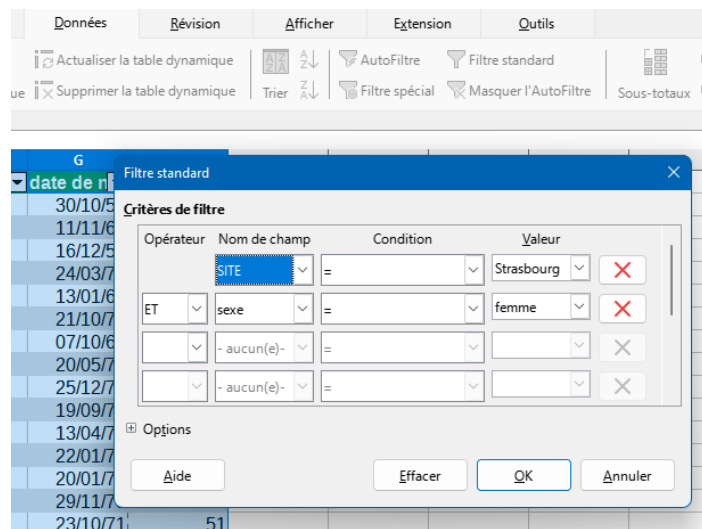 Données Révision Afficher Extension Outils
Actualiser la table dynamique AutoFiltre Filtre standard
ue Supprimer la table dynamique Trier Filtre spécial Masquer l'AutoFiltre Sous-totaux
G
date de n
Filtre standard
30/10/5
Critères de filtre
11/11/6
Opérateur Nom de champ Condition Valeur
16/12/5
SITE = Strasbourg
24/03/7
13/01/6
ET sexe = femme
21/10/7
07/10/6
- aucun(e)- =
20/05/7
25/12/7
- aucun(e)- =
19/09/7
13/04/7
Options
22/01/7
20/01/7
Aide Effacer OK Annuler
29/11/7
23/10/71 51